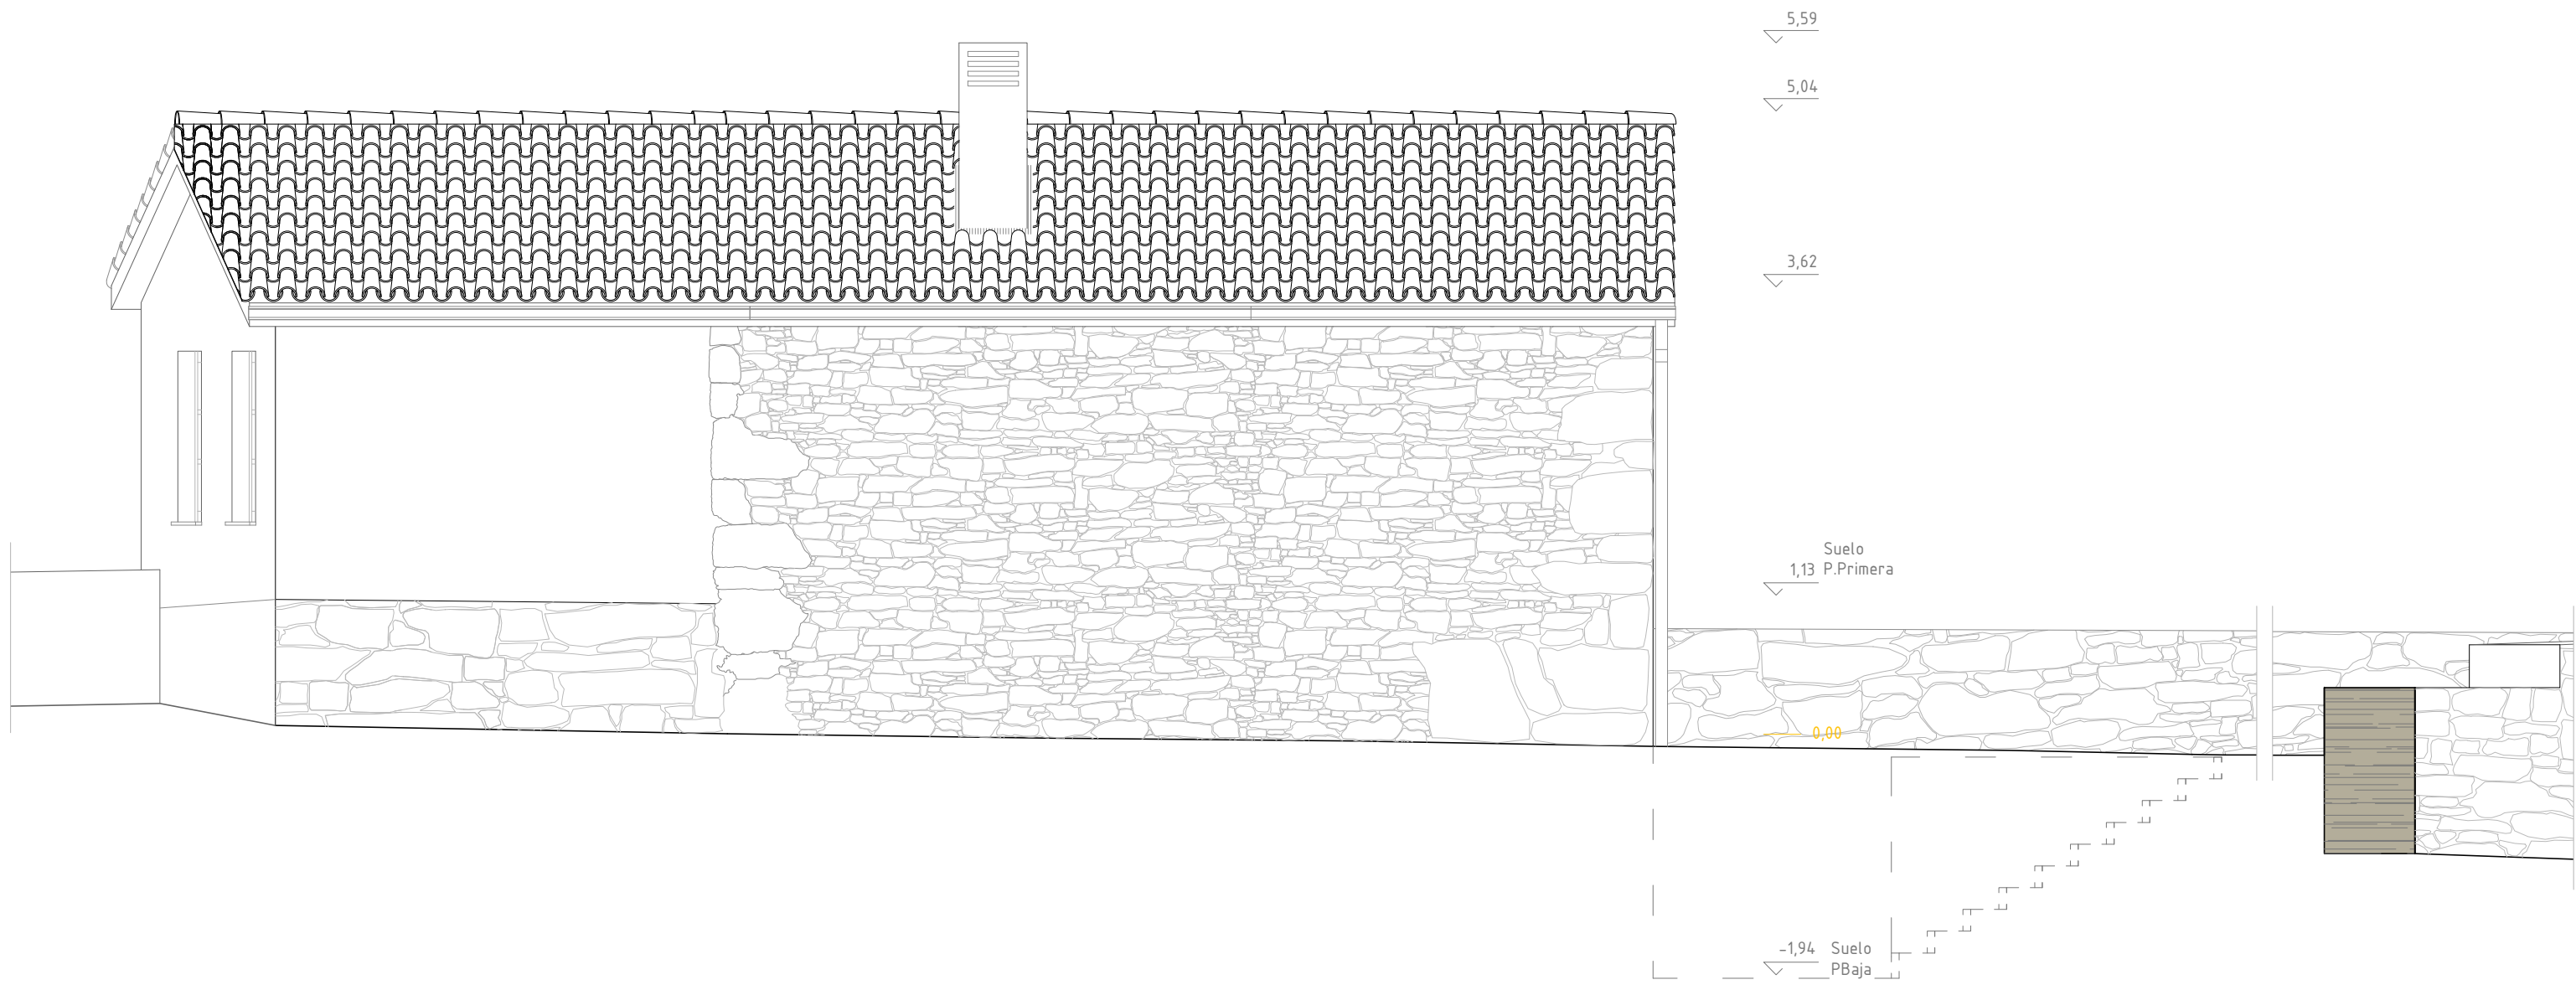 5,59
5,04
3,62
Suelo
1,13 P.Primera
0,00
-1,94 Suelo
PBaja